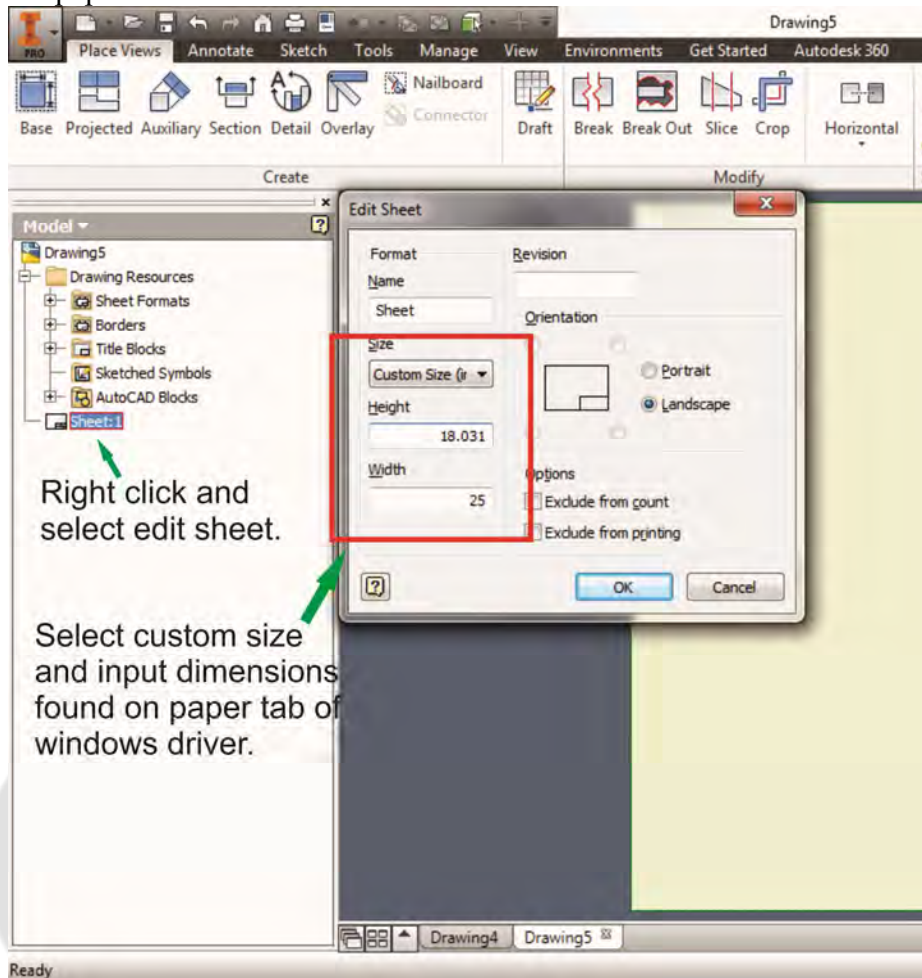 PRO
Drawing5
Place Views Annotate Sketch Tools Manage View Environments Get Started Autodesk 360
Nailboard
Connector
Base Projected Auxiliary Section Detail Overlay Draft Break Break Out Slice Crop Horizontal
Create Modify
Model
Drawing5
Drawing Resources
Sheet Formats
Borders
Title Blocks
Sketched Symbols
AutoCAD Blocks
Sheet:1
Right click and
select edit sheet.
Select custom size
and input dimensions
found on paper tab of
windows driver.
Edit Sheet
X
Format
Name
Sheet
Size
Custom Size (ir
Height
18.031
Width
25
Revision
Orientation
Portrait
Landscape
Options
Exclude from count
Exclude from printing
OK Cancel
Drawing4 Drawing5
Ready